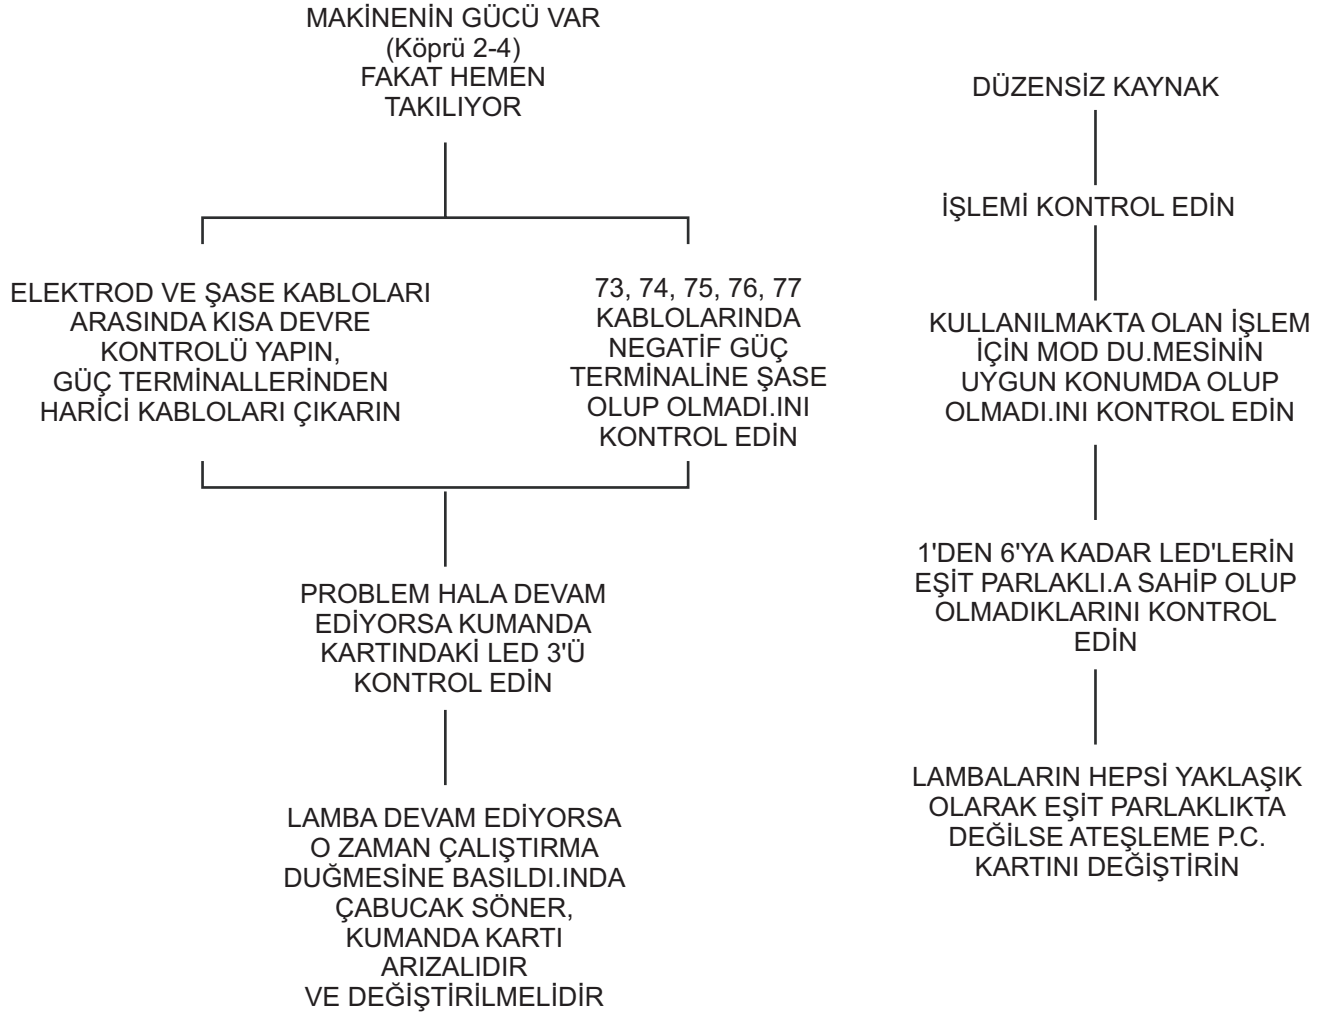 MAKİNENİN GÜCÜ VAR
(Köprü 2-4)
FAKAT HEMEN
TAKILIYOR
ELEKTROD VE ŞASE KABLOLARI
ARASINDA KISA DEVRE
KONTROLÜ YAPIN,
GÜÇ TERMİNALLERİNDEN
HARİCİ KABLOLARI ÇIKARIN
73, 74, 75, 76, 77
KABLOLARINDA
NEGATİF GÜÇ
TERMİNALİNE ŞASE
OLUP OLMADI.INI
KONTROL EDİN
PROBLEM HALA DEVAM
EDİYORSA KUMANDA
KARTINDAKİ LED 3'Ü
KONTROL EDİN
LAMBA DEVAM EDİYORSA
O ZAMAN ÇALIŞTIRMA
DUĞMESİNE BASILDI.INDA
ÇABUCAK SÖNER,
KUMANDA KARTI
ARIZALIDIR
VE DEĞİŞTİRİLMELİDİR
DÜZENSİZ KAYNAK
İŞLEMİ KONTROL EDİN
KULLANILMAKTA OLAN İŞLEM
İÇİN MOD DU.MESİNİN
UYGUN KONUMDA OLUP
OLMADI.INI KONTROL EDİN
1'DEN 6'YA KADAR LED'LERİN
EŞİT PARLAKLI.A SAHİP OLUP
OLMADIKLARINI KONTROL
EDİN
LAMBALARIN HEPSİ YAKLAŞIK
OLARAK EŞİT PARLAKLIKTA
DEĞİLSE ATEŞLEME P.C.
KARTINI DEĞİŞTİRİN